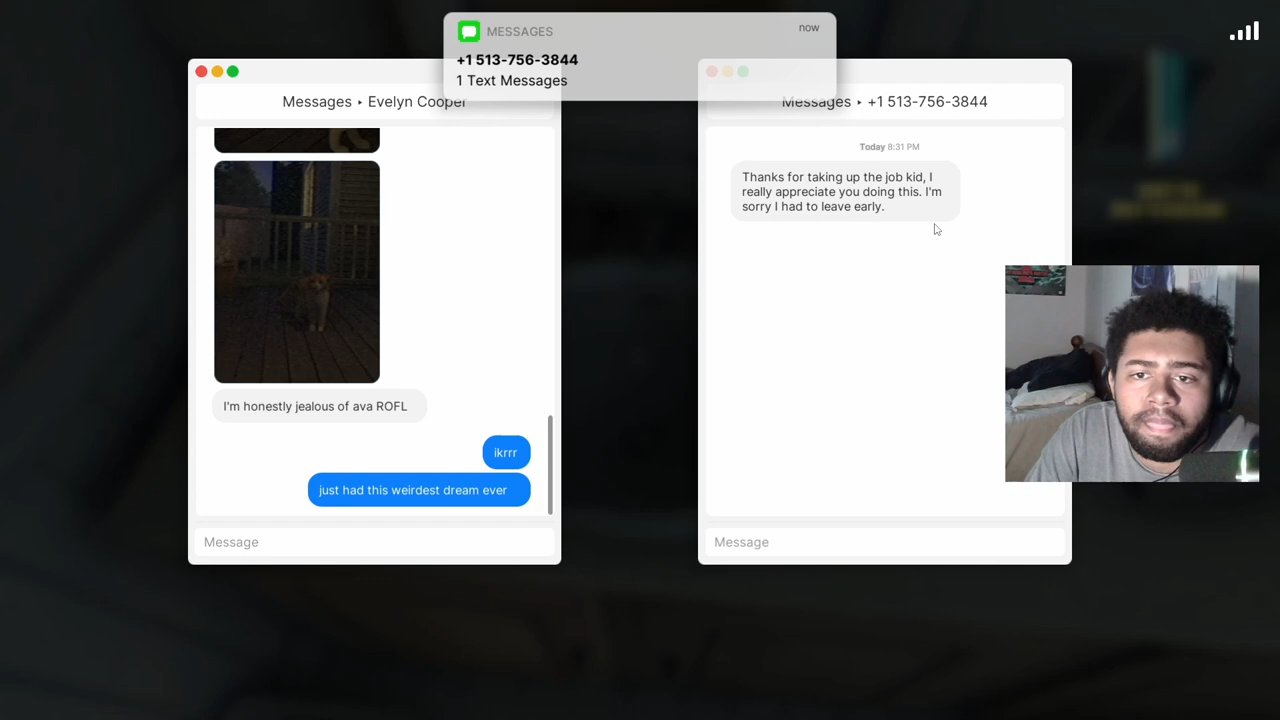 MESSAGES
now
+1 513-756-3844
1 Text Messages
Messages ‣ Evelyn Cooper
I'm honestly jealous of ava ROFL
ikrrr
just had this weirdest dream ever
Message
Messages ‣ +1 513-756-3844
Today 8:31 PM
Thanks for taking up the job kid, I
really appreciate you doing this. I'm
sorry I had to leave early.
Message